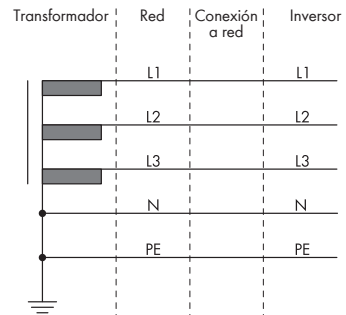 Transformador Red Conexión a red Inversor
L1 L1
L2 L2
L3 L3
N N
PE PE